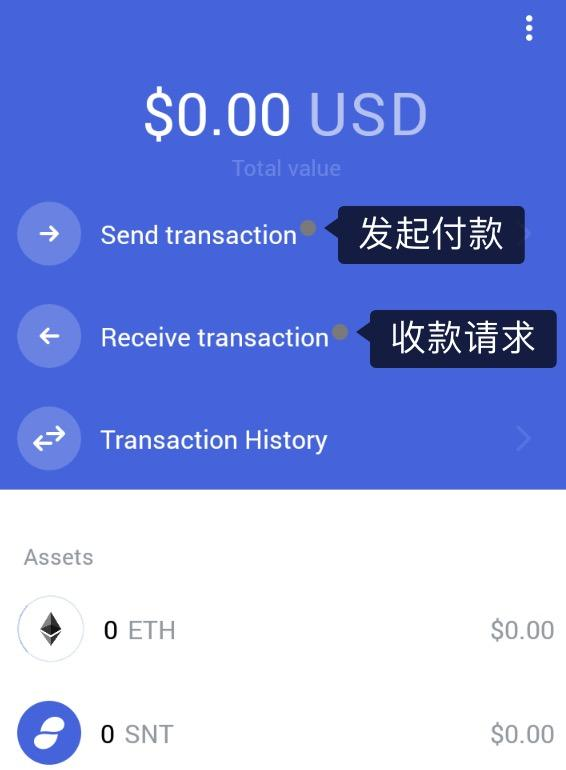 $0.00 USD
Total value
Send transaction
发起付款
Receive transaction
收款请求
Transaction History
Assets
0 ETH $0.00
0 SNT $0.00